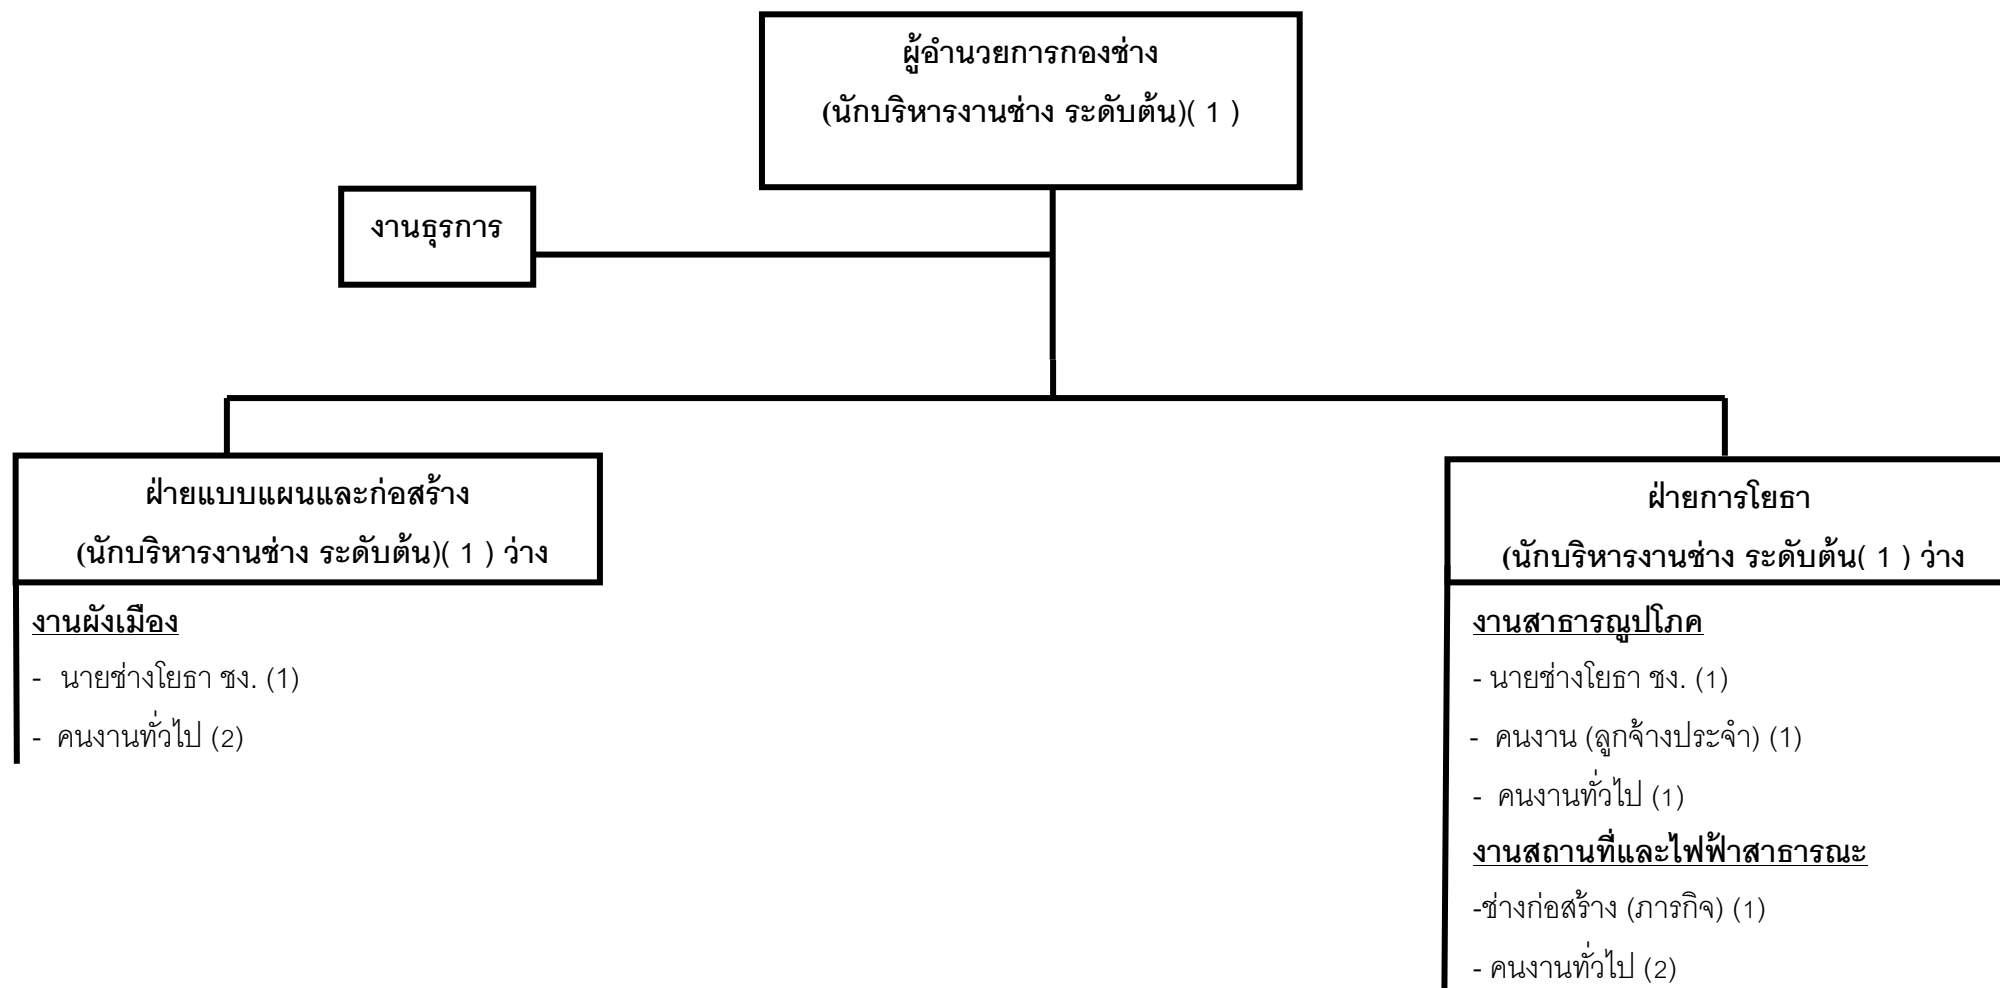 ผู้อำนวยการกองช่าง
(นักบริหารงานช่าง ระดับต้น)( 1 )
งานธุรการ
ฝ่ายแบบแผนและก่อสร้าง
(นักบริหารงานช่าง ระดับต้น)( 1 ) ว่าง
งานผังเมือง
- นายช่างโยธา ชง. (1)
- คนงานทั่วไป (2)
ฝ่ายการโยธา
(นักบริหารงานช่าง ระดับต้น( 1 ) ว่าง
งานสาธารณูปโภค
- นายช่างโยธา ชง. (1)
- คนงาน (ลูกจ้างประจำ) (1)
- คนงานทั่วไป (1)
งานสถานที่และไฟฟ้าสาธารณะ
-ช่างก่อสร้าง (ภารกิจ) (1)
- คนงานทั่วไป (2)